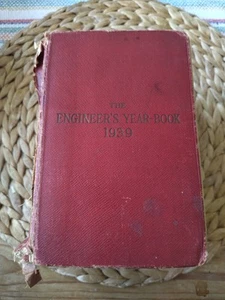 THE
ENGINEER'S YEAR-BOOK
1929